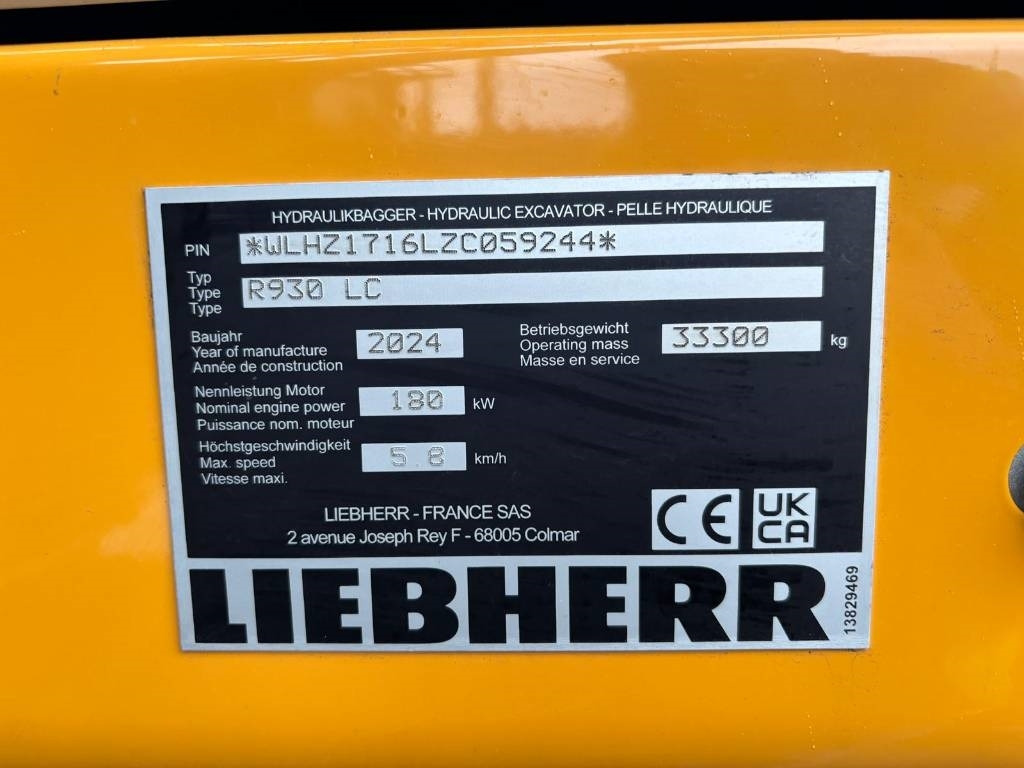 HYDRAULIKBAGGER - HYDRAULIC EXCAVATOR - PELLE HYDRAULIQUE
PIN *WLHZ1716LZC059244*
Typ
Type R930 LC
Type
Baujahr
Year of manufacture 2024
Année de construction
Betriebsgewicht
Operating mass 33300 kg
Masse en service
Nennleistung Motor
Nominal engine power 180 kW
Puissance nom. moteur
Höchstgeschwindigkeit
Max. speed 5.8 km/h
Vitesse maxi.
LIEBHERR - FRANCE SAS
2 avenue Joseph Rey F - 68005 Colmar
CE
UK
CA
LIEBHERR
13829469